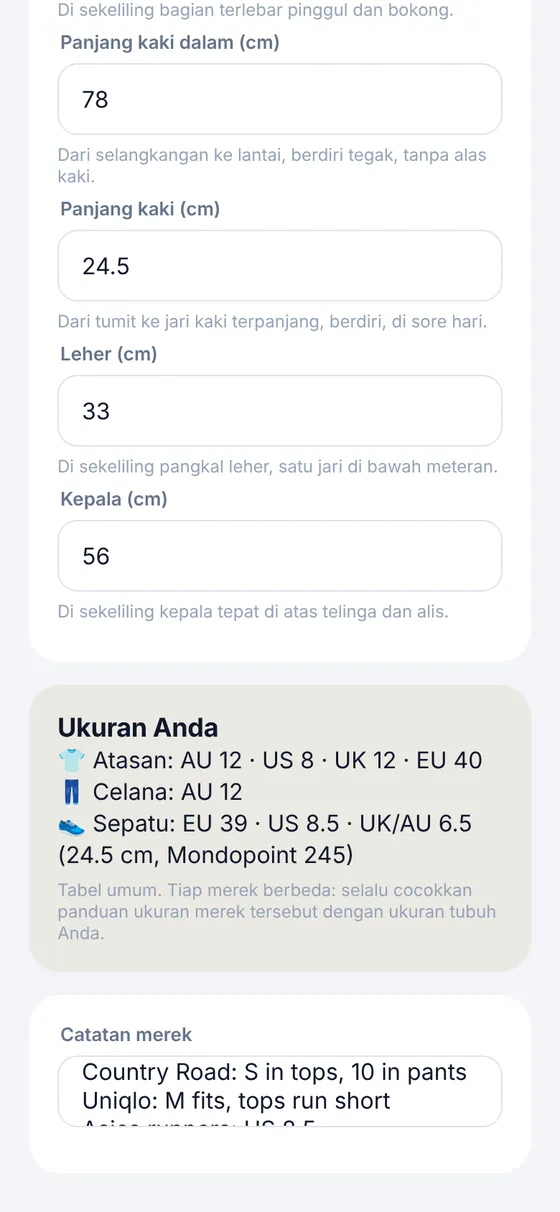 Di sekeliling bagian terlebar pinggul dan bokong.
Panjang kaki dalam (cm)
78
Dari selangkangan ke lantai, berdiri tegak, tanpa alas
kaki.
Panjang kaki (cm)
24.5
Dari tumit ke jari kaki terpanjang, berdiri, di sore hari.
Leher (cm)
33
Di sekeliling pangkal leher, satu jari di bawah meteran.
Kepala (cm)
56
Di sekeliling kepala tepat di atas telinga dan alis.
Ukuran Anda
👕 Atasan: AU 12 · US 8 · UK 12 · EU 40
👖 Celana: AU 12
👟 Sepatu: EU 39 · US 8.5 · UK/AU 6.5
(24.5 cm, Mondopoint 245)
Tabel umum. Tiap merek berbeda: selalu cocokkan
panduan ukuran merek tersebut dengan ukuran tubuh
Anda.
Catatan merek
Country Road: S in tops, 10 in pants
Uniqlo: M fits, tops run short